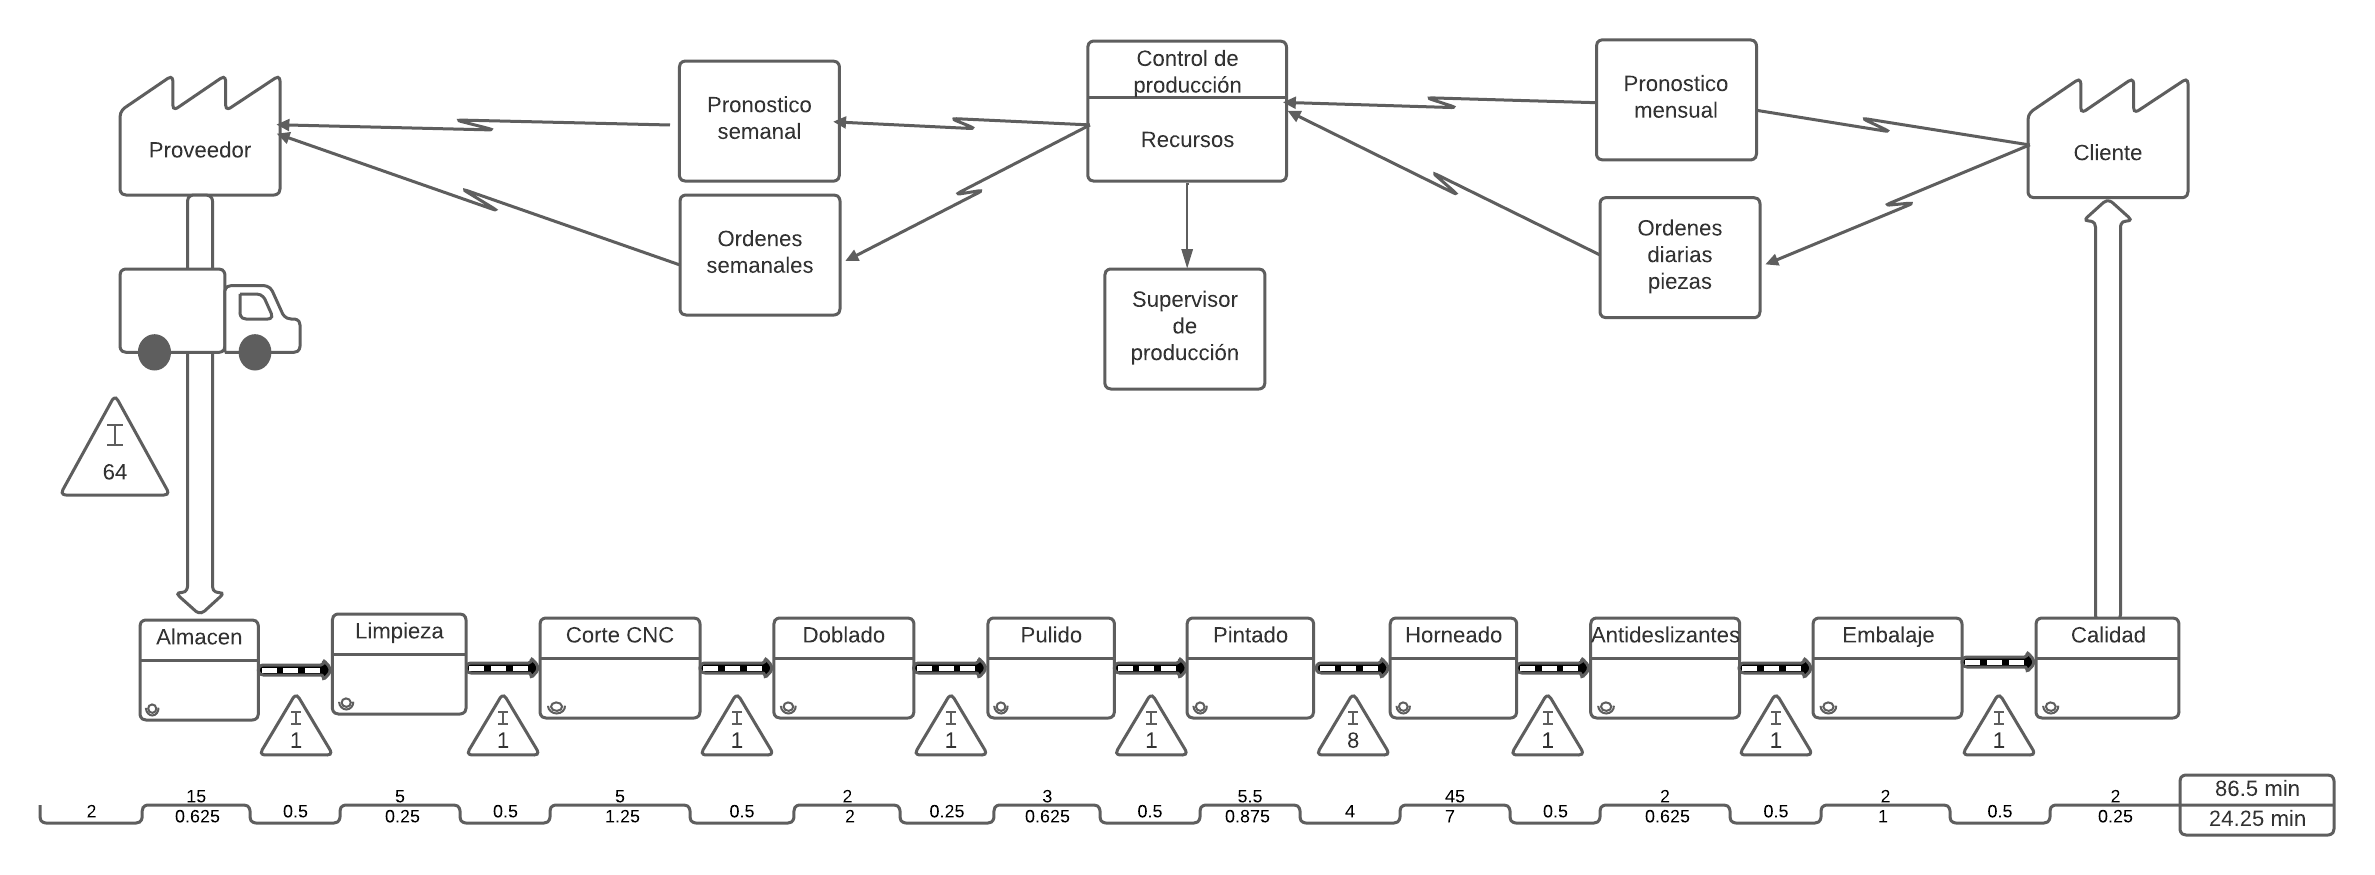 Proveedor
Pronostico
semanal
Control de
producción
Recursos
Pronostico
mensual
Cliente
Ordenes
semanales
Supervisor
de
producción
Ordenes
diarias
piezas
I
64
Almacen
Limpieza
Corte CNC
Doblado
Pulido
Pintado
Horneado
Antideslizantes
Embalaje
Calidad
I
1
I
1
I
1
I
1
I
1
I
8
I
1
I
1
I
1
2
15
0.625
0.5
5
0.25
0.5
5
1.25
0.5
2
2
0.25
3
0.625
0.5
5.5
0.875
4
45
7
0.5
2
0.625
0.5
2
1
0.5
2
0.25
86.5 min
24.25 min